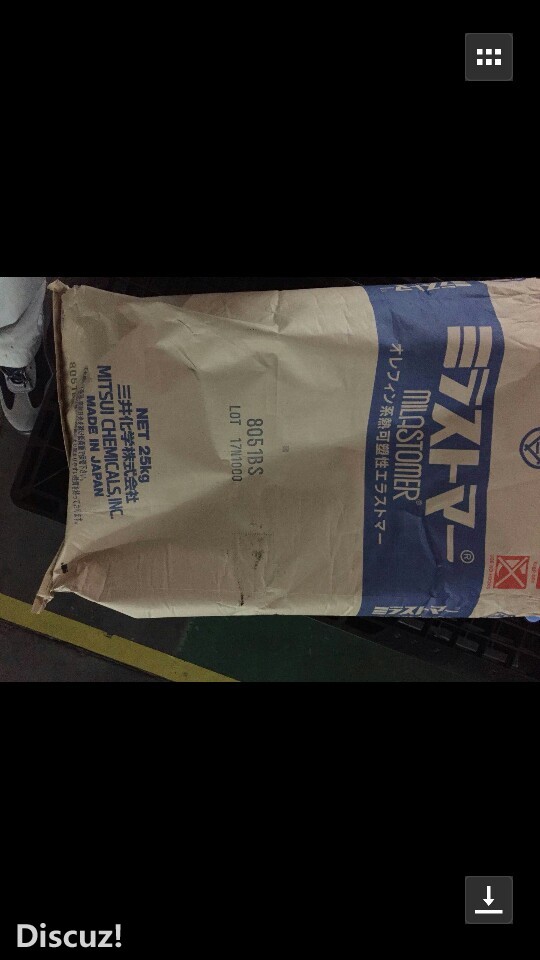 ミラストマー®
MILASTOMER®
オレフィン系熱可塑性エラストマー
8051BS
LOT 17N1000
NET 25kg
三井化学株式会社
MITSUI CHEMICALS, INC.
MADE IN JAPAN
Discuz!